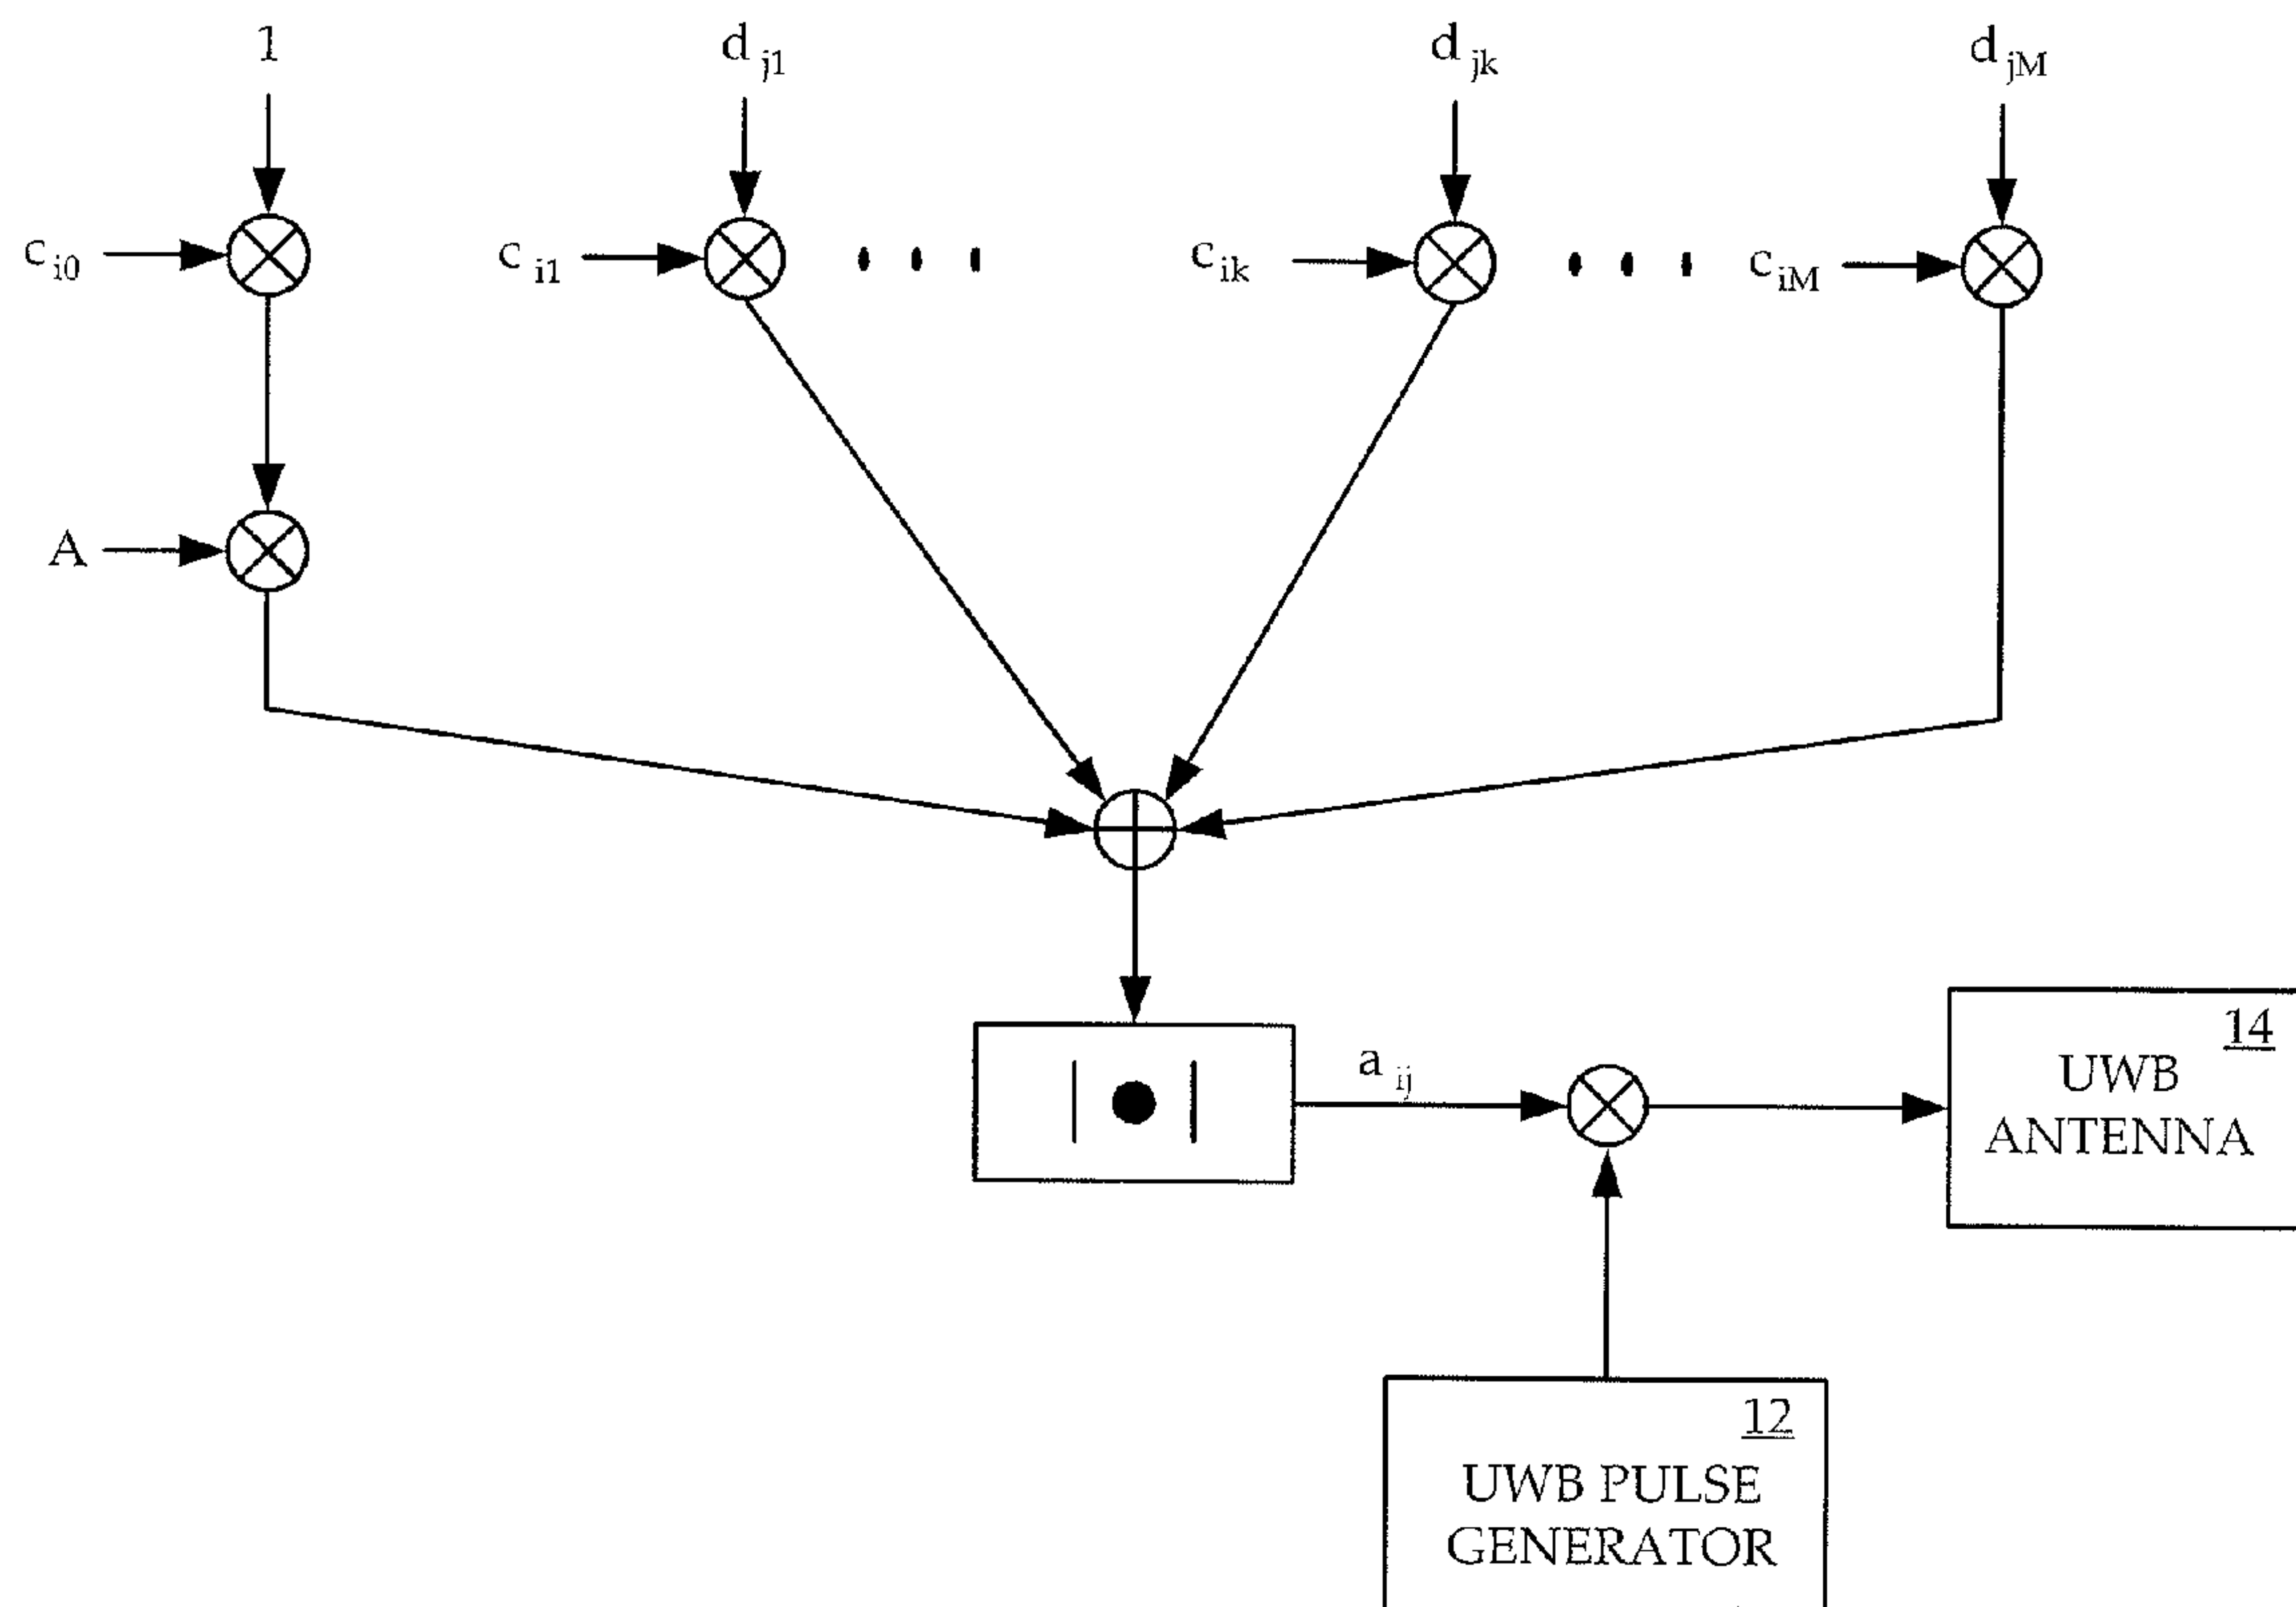 1 d j1 d jk d jM
c i0 c i1 c ik c iM
A
a ij
14
UWB
ANTENNA
12
UWB PULSE
GENERATOR